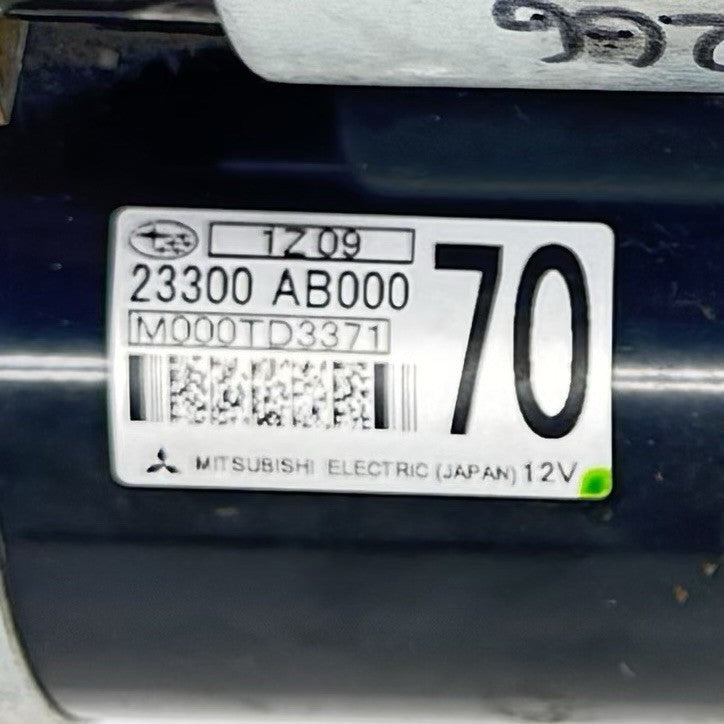 1Z09
23300 AB000
70
M000TD3371
MITSUBISHI ELECTRIC (JAPAN) 12V